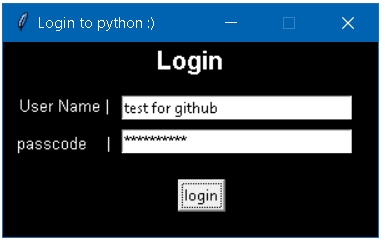 Login to python :)
Login
User Name | test for github
passcode | **********
login